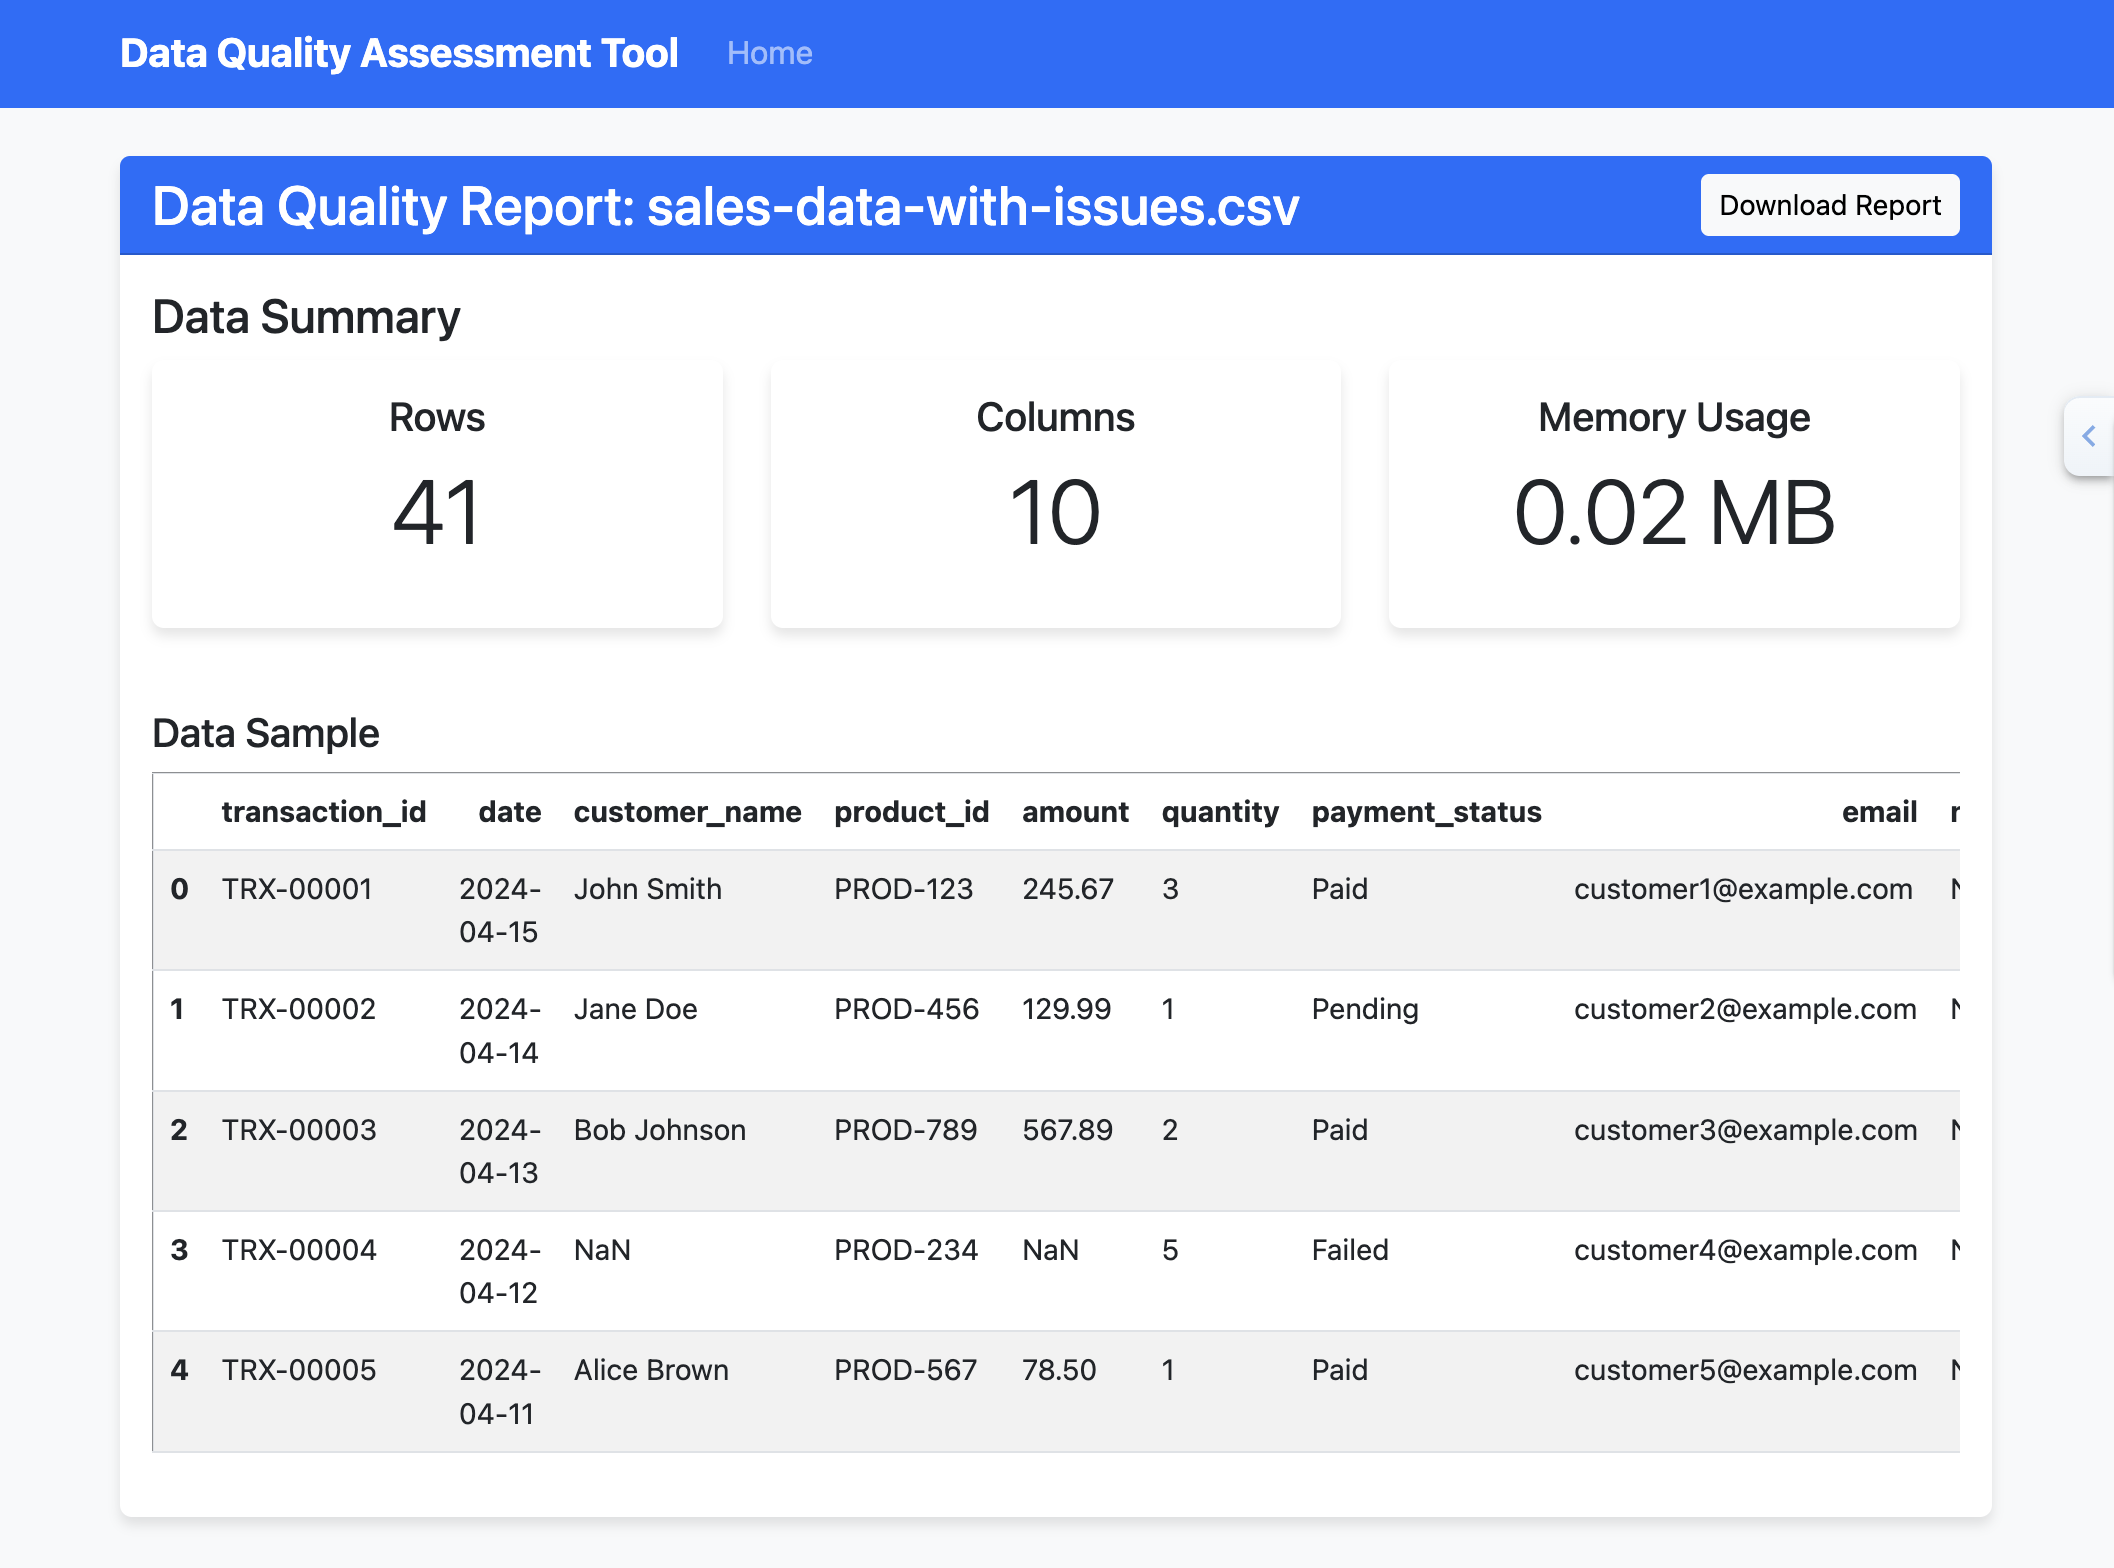 Data Quality Assessment Tool Home
Data Quality Report: sales-data-with-issues.csv Download Report
Data Summary
Rows Columns Memory Usage
41 10 0.02 MB
Data Sample
transaction_id date customer_name product_id amount quantity payment_status email
0 TRX-00001 2024- John Smith PROD-123 245.67 3 Paid customer1@example.com
04-15
1 TRX-00002 2024- Jane Doe PROD-456 129.99 1 Pending customer2@example.com
04-14
2 TRX-00003 2024- Bob Johnson PROD-789 567.89 2 Paid customer3@example.com
04-13
3 TRX-00004 2024- NaN PROD-234 NaN 5 Failed customer4@example.com
04-12
4 TRX-00005 2024- Alice Brown PROD-567 78.50 1 Paid customer5@example.com
04-11